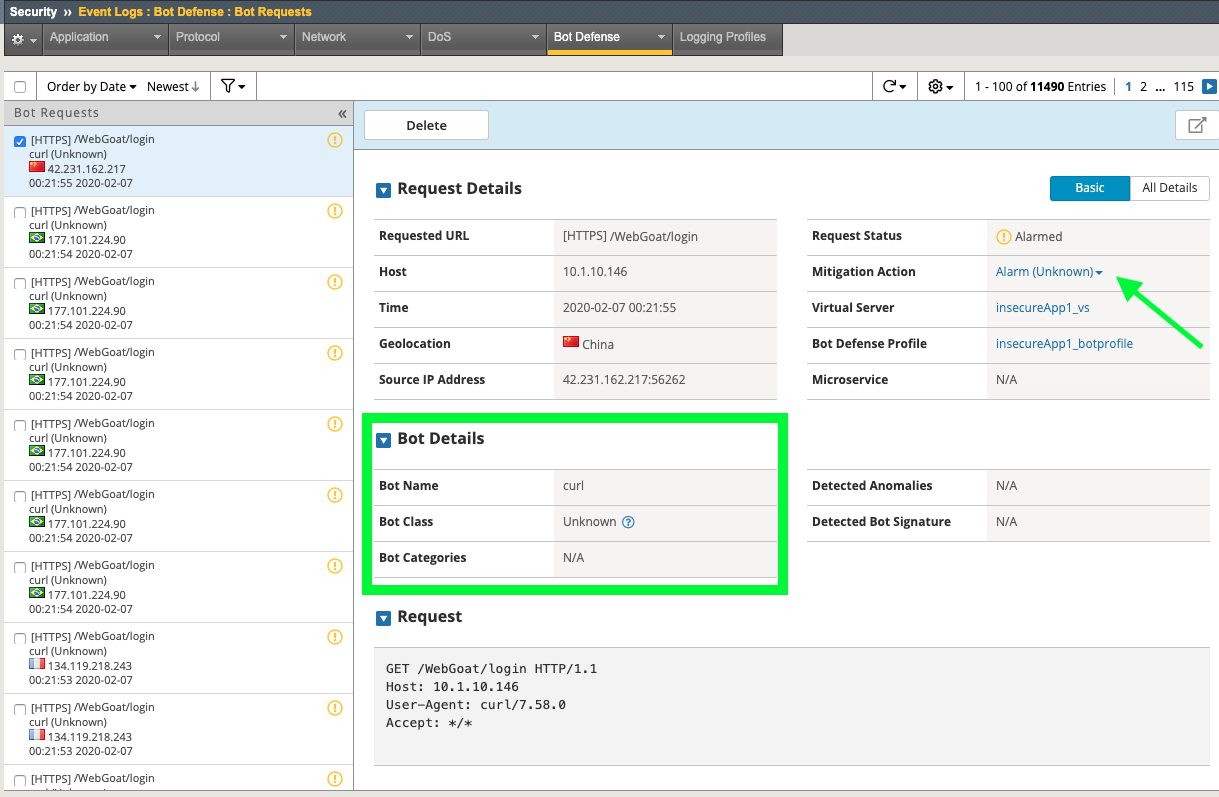 Security ›› Event Logs : Bot Defense : Bot Requests
Application Protocol Network DoS Bot Defense Logging Profiles
Order by Date Newest 1 - 100 of 11490 Entries 1 2 ... 115
Bot Requests «
[HTTPS] /WebGoat/login
curl (Unknown)
42.231.162.217
00:21:55 2020-02-07
[HTTPS] /WebGoat/login
curl (Unknown)
177.101.224.90
00:21:54 2020-02-07
[HTTPS] /WebGoat/login
curl (Unknown)
177.101.224.90
00:21:54 2020-02-07
[HTTPS] /WebGoat/login
curl (Unknown)
177.101.224.90
00:21:54 2020-02-07
[HTTPS] /WebGoat/login
curl (Unknown)
177.101.224.90
00:21:54 2020-02-07
[HTTPS] /WebGoat/login
curl (Unknown)
177.101.224.90
00:21:54 2020-02-07
[HTTPS] /WebGoat/login
curl (Unknown)
177.101.224.90
00:21:54 2020-02-07
[HTTPS] /WebGoat/login
curl (Unknown)
134.119.218.243
00:21:53 2020-02-07
[HTTPS] /WebGoat/login
curl (Unknown)
134.119.218.243
00:21:53 2020-02-07
[HTTPS] /WebGoat/login
Delete
Request Details
Basic All Details
Requested URL [HTTPS] /WebGoat/login
Host 10.1.10.146
Time 2020-02-07 00:21:55
Geolocation China
Source IP Address 42.231.162.217:56262
Request Status Alarmed
Mitigation Action Alarm (Unknown)
Virtual Server insecureApp1_vs
Bot Defense Profile insecureApp1_botprofile
Microservice N/A
Bot Details
Bot Name curl
Bot Class Unknown
Bot Categories N/A
Detected Anomalies N/A
Detected Bot Signature N/A
Request
GET /WebGoat/login HTTP/1.1
Host: 10.1.10.146
User-Agent: curl/7.58.0
Accept: */*